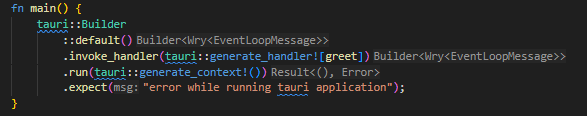 fn main() {
tauri::Builder
::default() Builder<Wry<EventLoopMessage>>
.invoke_handler(tauri::generate_handler![greet]) Builder<Wry<EventLoopMessage>>
.run(tauri::generate_context!()) Result<(), Error>
.expect(msg: "error while running tauri application");
}